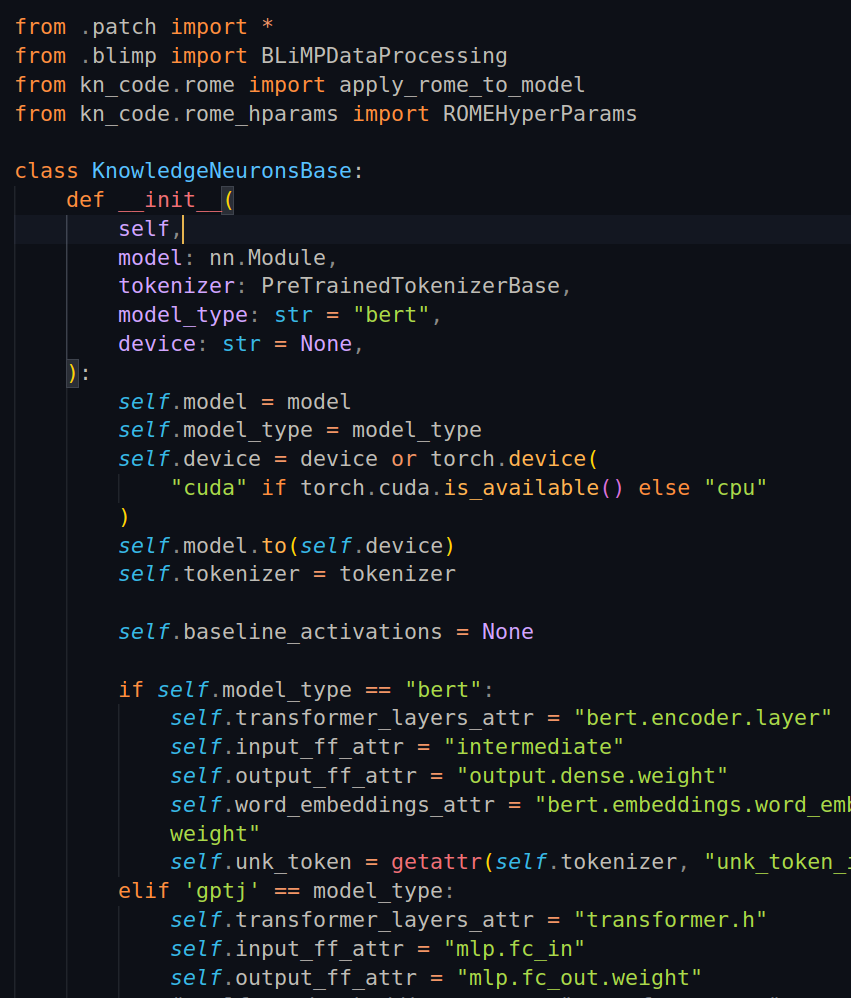 from .patch import *
from .blimp import BLiMPDataProcessing
from kn_code.rome import apply_rome_to_model
from kn_code.rome_hparams import ROMEHyperParams
class KnowledgeNeuronsBase:
def __init__(
self,
model: nn.Module,
tokenizer: PreTrainedTokenizerBase,
model_type: str = "bert",
device: str = None,
):
self.model = model
self.model_type = model_type
self.device = device or torch.device(
"cuda" if torch.cuda.is_available() else "cpu"
)
self.model.to(self.device)
self.tokenizer = tokenizer
self.baseline_activations = None
if self.model_type == "bert":
self.transformer_layers_attr = "bert.encoder.layer"
self.input_ff_attr = "intermediate"
self.output_ff_attr = "output.dense.weight"
self.word_embeddings_attr = "bert.embeddings.word_emb
weight"
self.unk_token = getattr(self.tokenizer, "unk_token_i
elif 'gptj' == model_type:
self.transformer_layers_attr = "transformer.h"
self.input_ff_attr = "mlp.fc_in"
self.output_ff_attr = "mlp.fc_out.weight"